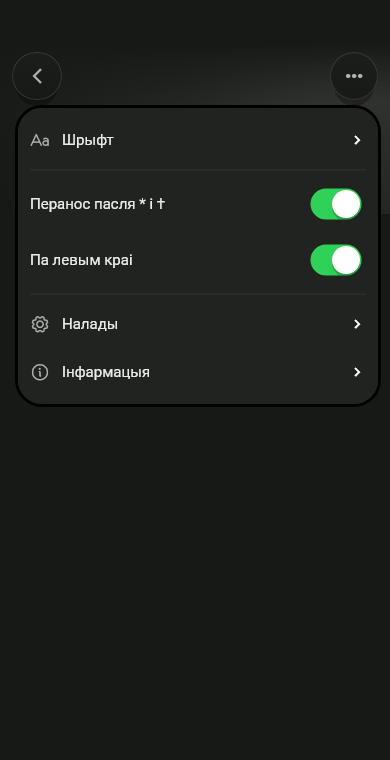 Aa Шрыфт
Перанос пасля * і †
Па левым краі
Налады
Інфармацыя